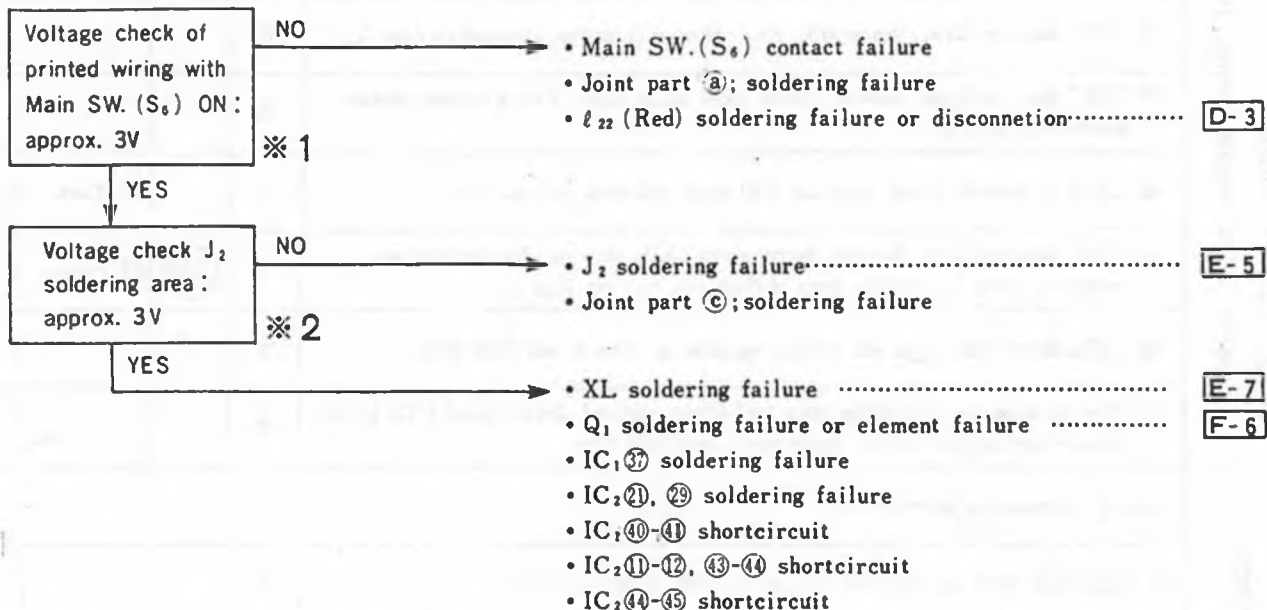 Voltage check of
printed wiring with
Main SW. (S₆) ON :
approx. 3V
※1
NO
• Main SW. (S₆) contact failure
• Joint part ⓐ; soldering failure
• ℓ₂₂ (Red) soldering failure or disconnetion·············· D-3
YES
Voltage check J₂
soldering area :
approx. 3V
※2
NO
• J₂ soldering failure·············· E-5
• Joint part ⓒ; soldering failure
YES
• XL soldering failure ·············· E-7
• Q₁ soldering failure or element failure ·············· F-6
• IC₁㊲ soldering failure
• IC₂㉑, ㉙ soldering failure
• IC₂㊵-㊶ shortcircuit
• IC₂⑪-⑫, ㊸-㊹ shortcircuit
• IC₂㊹-㊺ shortcircuit